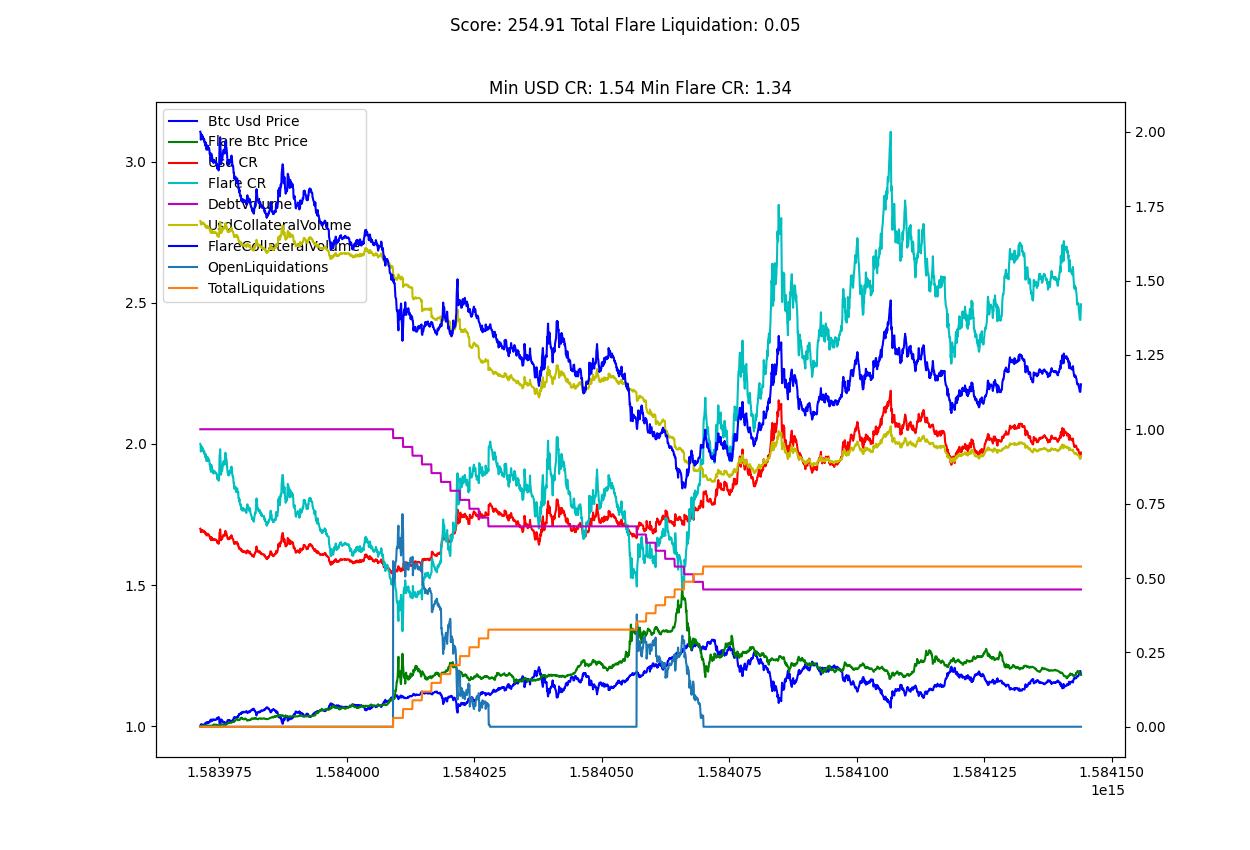 Score: 254.91 Total Flare Liquidation: 0.05
Min USD CR: 1.54 Min Flare CR: 1.34
Btc Usd Price
Flare Btc Price
Usd CR
Flare CR
DebtVolume
UsdCollateralVolume
FlareCollateralVolume
OpenLiquidations
TotalLiquidations
3.0
2.5
2.0
1.5
1.0
2.00
1.75
1.50
1.25
1.00
0.75
0.50
0.25
0.00
1.583975
1.584000
1.584025
1.584050
1.584075
1.584100
1.584125
1.584150
1e15